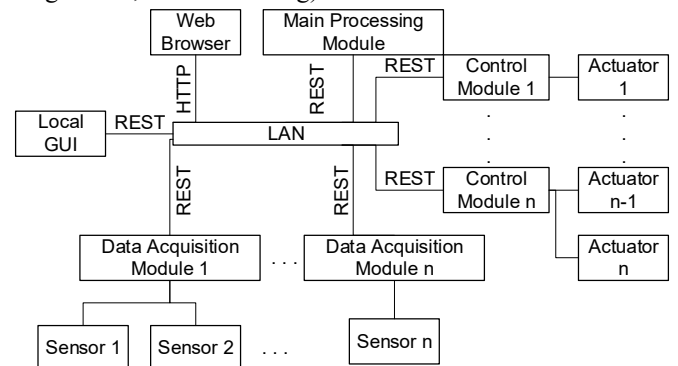 Web
Browser
Main Processing
Module
HTTP
REST
REST
Control
Module 1
Actuator
1
Local
GUI
REST
LAN
. . .
. . .
REST
Control
Module n
Actuator
n-1
REST
REST
Actuator
n
Data Acquisition
Module 1
. . .
Data Acquisition
Module n
Sensor 1
Sensor 2
. . .
Sensor n